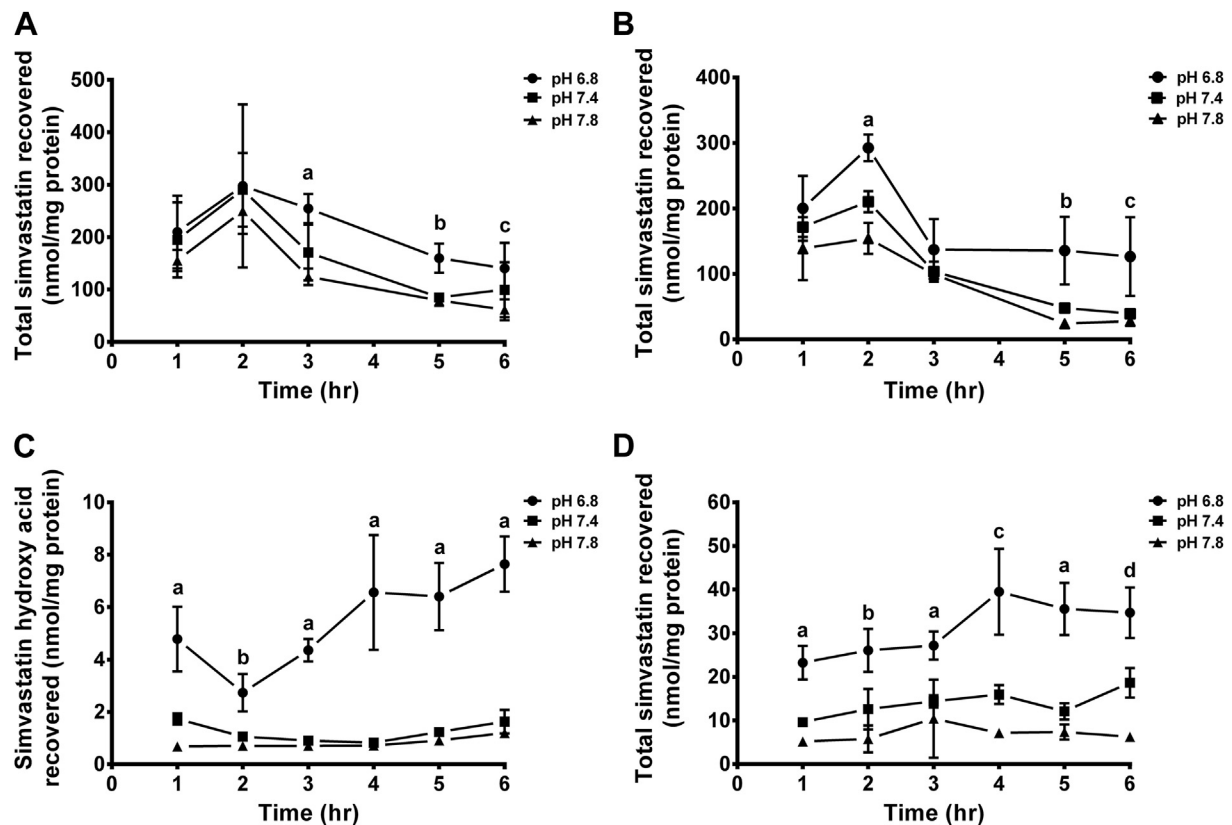 A
Total simvastatin recovered
(nmol/mg protein)
500
400
300
200
100
0
0 1 2 3 4 5 6
Time (hr)
a
b
c
pH 6.8
pH 7.4
pH 7.8
B
Total simvastatin recovered
(nmol/mg protein)
400
300
200
100
0
0 1 2 3 4 5 6
Time (hr)
a
b
c
pH 6.8
pH 7.4
pH 7.8
C
Simvastatin hydroxy acid
recovered (nmol/mg protein)
10
8
6
4
2
0
0 1 2 3 4 5 6
Time (hr)
a
b
a
a
a
a
pH 6.8
pH 7.4
pH 7.8
D
Total simvastatin recovered
(nmol/mg protein)
60
50
40
30
20
10
0
0 1 2 3 4 5 6
Time (hr)
a
b
a
c
a
d
pH 6.8
pH 7.4
pH 7.8